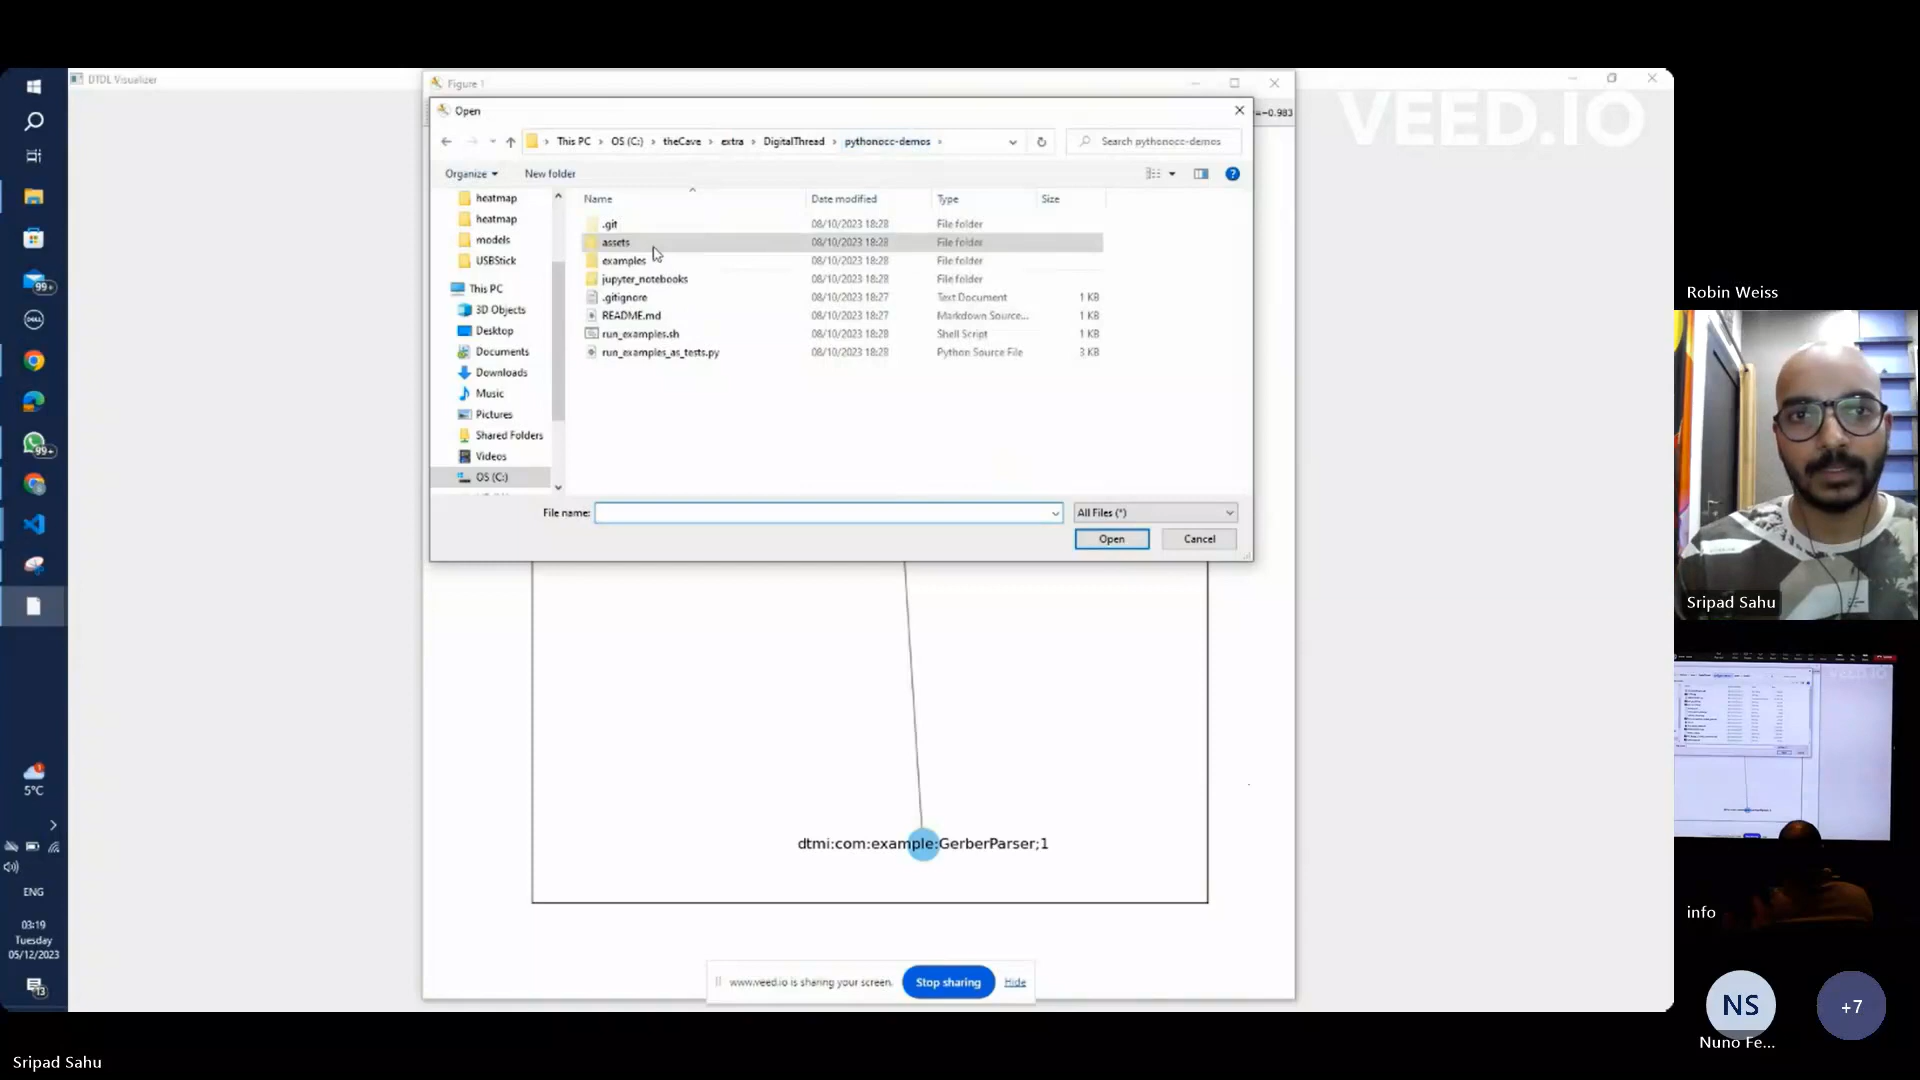 DTDL Visualizer
Figure 1
VEED.IO
=-0.983
Open
This PC > OS (C:) > theCave > extra > DigitalThread > pythonocc-demos >
Search pythonocc-demos
Organize
New folder
Name Date modified Type Size
heatmap
heatmap
models
USBStick
This PC
3D Objects
Desktop
Documents
Downloads
Music
Pictures
Shared Folders
Videos
OS (C:)
.git 08/10/2023 18:28 File folder
assets 08/10/2023 18:28 File folder
examples 08/10/2023 18:28 File folder
jupyter_notebooks 08/10/2023 18:28 File folder
.gitignore 08/10/2023 18:27 Text Document 1 KB
README.md 08/10/2023 18:27 Markdown Source... 1 KB
run_examples.sh 08/10/2023 18:28 Shell Script 1 KB
run_examples_as_tests.py 08/10/2023 18:28 Python Source File 3 KB
File name:
All Files (*)
Open
Cancel
dtmi:com:example:GerberParser;1
www.veed.io is sharing your screen.
Stop sharing
Hide
99+
DELL
99+
1
5°C
ENG
03:19
Tuesday
05/12/2023
13
Robin Weiss
Sripad Sahu
info
NS
+7
Nuno Fe...
Sripad Sahu